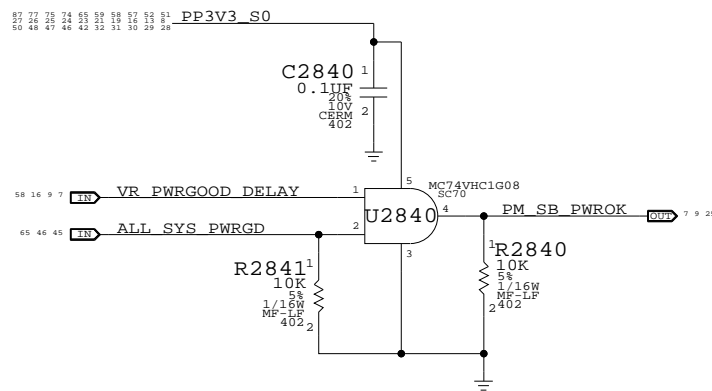 87 77 75 74 65 59 58 57 52 51
27 26 25 24 23 21 19 16 13 8
50 48 47 46 42 32 31 30 29 28
PP3V3_S0
C2840
1
0.1UF
20%
10V
CERM
402
2
5
MC74VHC1G08
SC70
58 16 9 7
IN
VR_PWRGOOD_DELAY
1
U2840
4
PM_SB_PWROK
OUT
7 9 25
65 46 45
IN
ALL_SYS_PWRGD
2
3
R2841
1
10K
5%
1/16W
MF-LF
402
2
R2840
1
10K
5%
1/16W
MF-LF
402
2